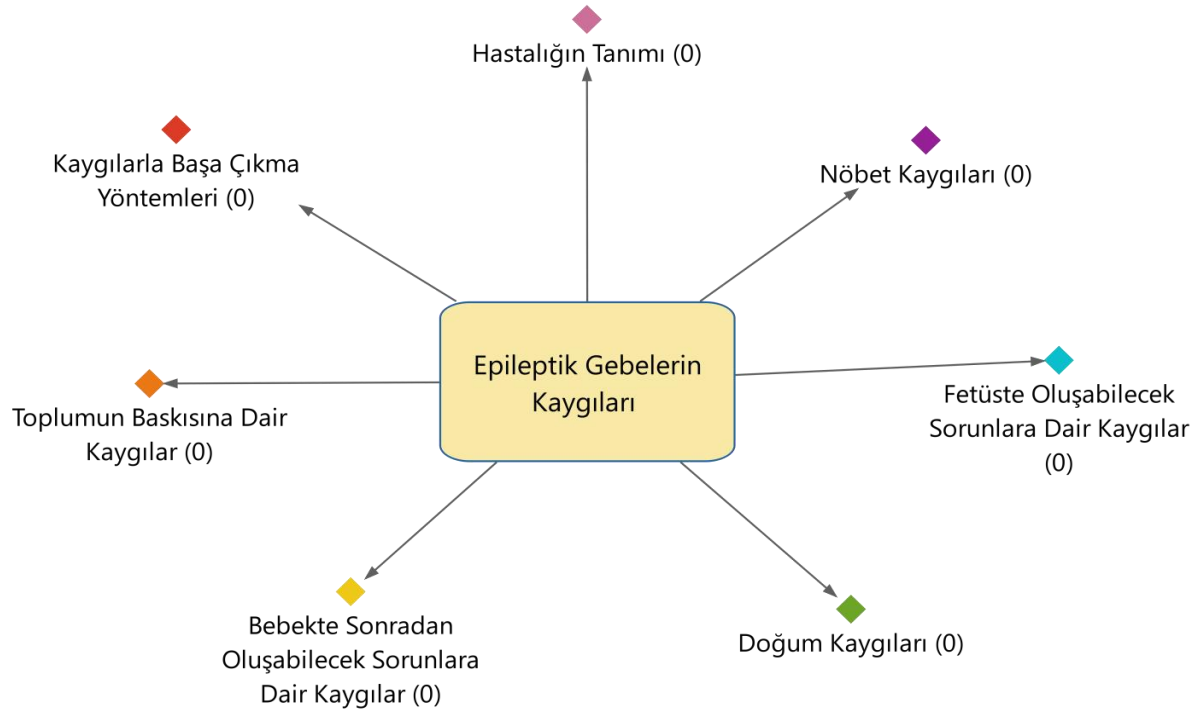 Hastalığın Tanımı (0)
Kaygılarla Başa Çıkma
Yöntemleri (0)
Nöbet Kaygıları (0)
Epileptik Gebelerin
Kaygıları
Toplumun Baskısına Dair
Kaygılar (0)
Fetüste Oluşabilecek
Sorunlara Dair Kaygılar
(0)
Bebekte Sonradan
Oluşabilecek Sorunlara
Dair Kaygılar (0)
Doğum Kaygıları (0)